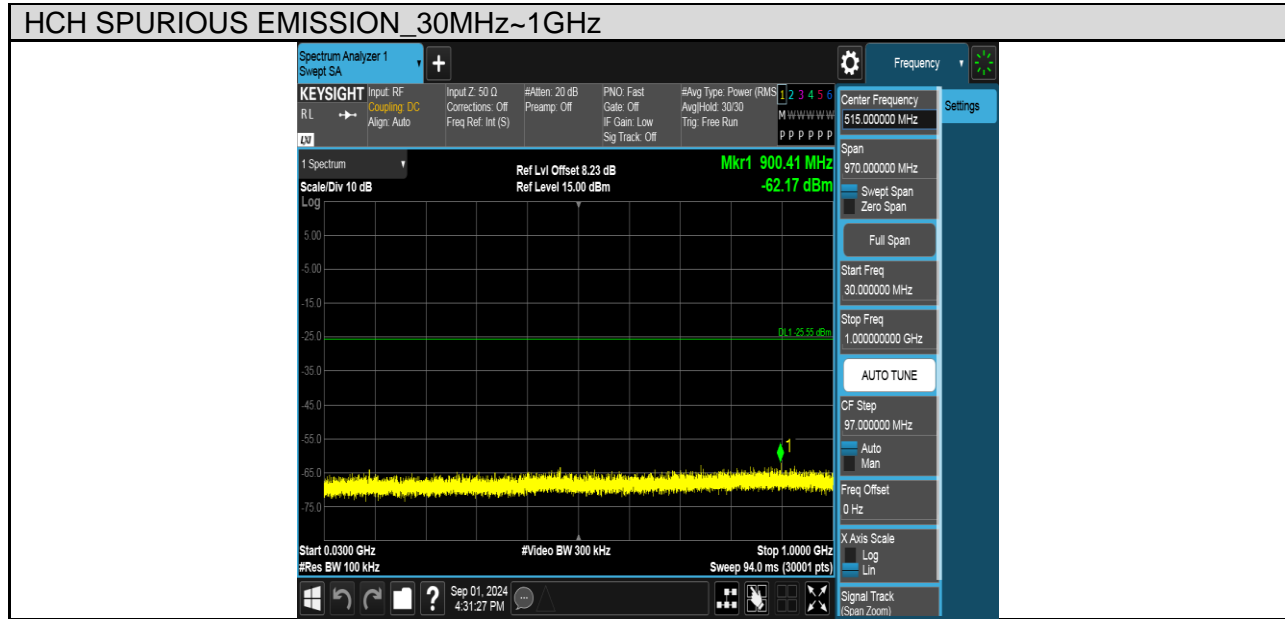 HCH SPURIOUS EMISSION_30MHz~1GHz
Spectrum Analyzer 1
Swept SA
+
Frequency
KEYSIGHT
RL
LXI
Input: RF
Coupling: DC
Align: Auto
Input Z: 50 Ω
Corrections: Off
Freq Ref: Int (S)
#Atten: 20 dB
Preamp: Off
PNO: Fast
Gate: Off
IF Gain: Low
Sig Track: Off
#Avg Type: Power (RMS
Avg|Hold: 30/30
Trig: Free Run
1 2 3 4 5 6
M W W W W W
P P P P P P
1 Spectrum
Scale/Div 10 dB
Log
Ref Lvl Offset 8.23 dB
Ref Level 15.00 dBm
Mkr1 900.41 MHz
-62.17 dBm
5.00
-5.00
-15.0
-25.0
DL1 -25.55 dBm
-35.0
-45.0
-55.0
1
-65.0
-75.0
Start 0.0300 GHz
#Res BW 100 kHz
#Video BW 300 kHz
Stop 1.0000 GHz
Sweep 94.0 ms (30001 pts)
?
Sep 01, 2024
4:31:27 PM
Center Frequency
515.000000 MHz
Settings
Span
970.000000 MHz
Swept Span
Zero Span
Full Span
Start Freq
30.000000 MHz
Stop Freq
1.000000000 GHz
AUTO TUNE
CF Step
97.000000 MHz
Auto
Man
Freq Offset
0 Hz
X Axis Scale
Log
Lin
Signal Track
(Span Zoom)